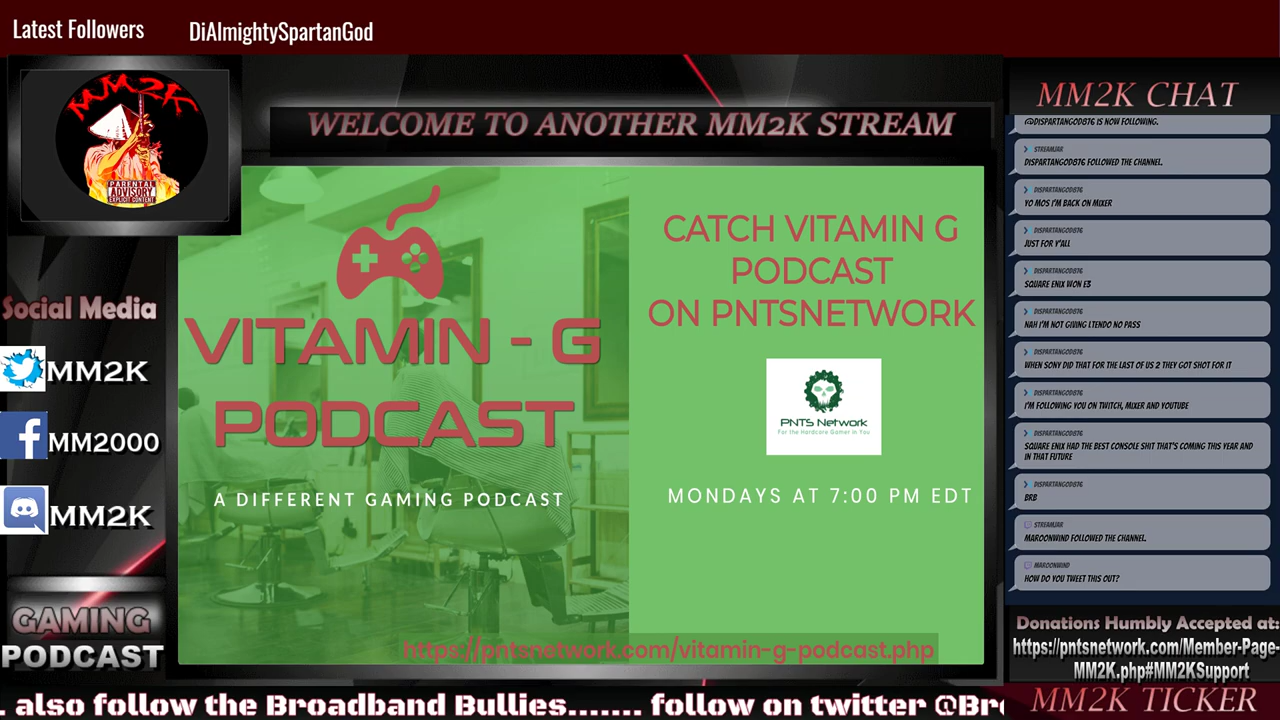 Latest Followers
DiAlmightySpartanGod
MM2K
PARENTAL
ADVISORY
EXPLICIT CONTENT
WELCOME TO ANOTHER MM2K STREAM
Social Media
MM2K
MM2000
MM2K
GAMING
PODCAST
VITAMIN - G
PODCAST
A DIFFERENT GAMING PODCAST
CATCH VITAMIN G
PODCAST
ON PNTSNETWORK
PNTS Network
For the Hardcore Gamer In You
MONDAYS AT 7:00 PM EDT
https://pntsnetwork.com/vitamin-g-podcast.php
MM2K CHAT
@DISPARTANGOD876 IS NOW FOLLOWING.
STREAMJAR
DISPARTANGOD876 FOLLOWED THE CHANNEL.
DISPARTANGOD876
YO MOS I'M BACK ON MIXER
DISPARTANGOD876
JUST FOR Y'ALL
DISPARTANGOD876
SQUARE ENIX WON E3
DISPARTANGOD876
NAH I'M NOT GIVING LTENDO NO PASS
DISPARTANGOD876
WHEN SONY DID THAT FOR THE LAST OF US 2 THEY GOT SHOT FOR IT
DISPARTANGOD876
I'M FOLLOWING YOU ON TWITCH, MIXER AND YOUTUBE
DISPARTANGOD876
SQUARE ENIX HAD THE BEST CONSOLE SHIT THAT'S COMING THIS YEAR AND
IN THAT FUTURE
DISPARTANGOD876
BRB
STREAMJAR
MAROONWIND FOLLOWED THE CHANNEL.
MAROONWIND
HOW DO YOU TWEET THIS OUT?
Donations Humbly Accepted at:
https://pntsnetwork.com/Member-Page-
MM2K.php#MM2KSupport
. also follow the Broadband Bullies....... follow on twitter @Bro
MM2K TICKER